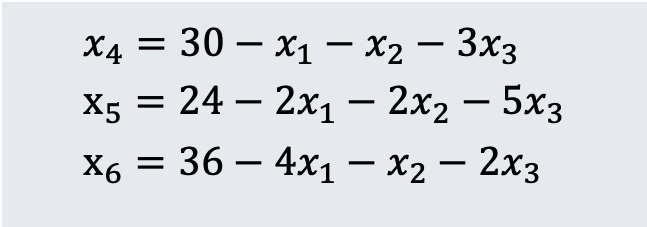 x₄ = 30 − x₁ − x₂ − 3x₃
x₅ = 24 − 2x₁ − 2x₂ − 5x₃
x₆ = 36 − 4x₁ − x₂ − 2x₃